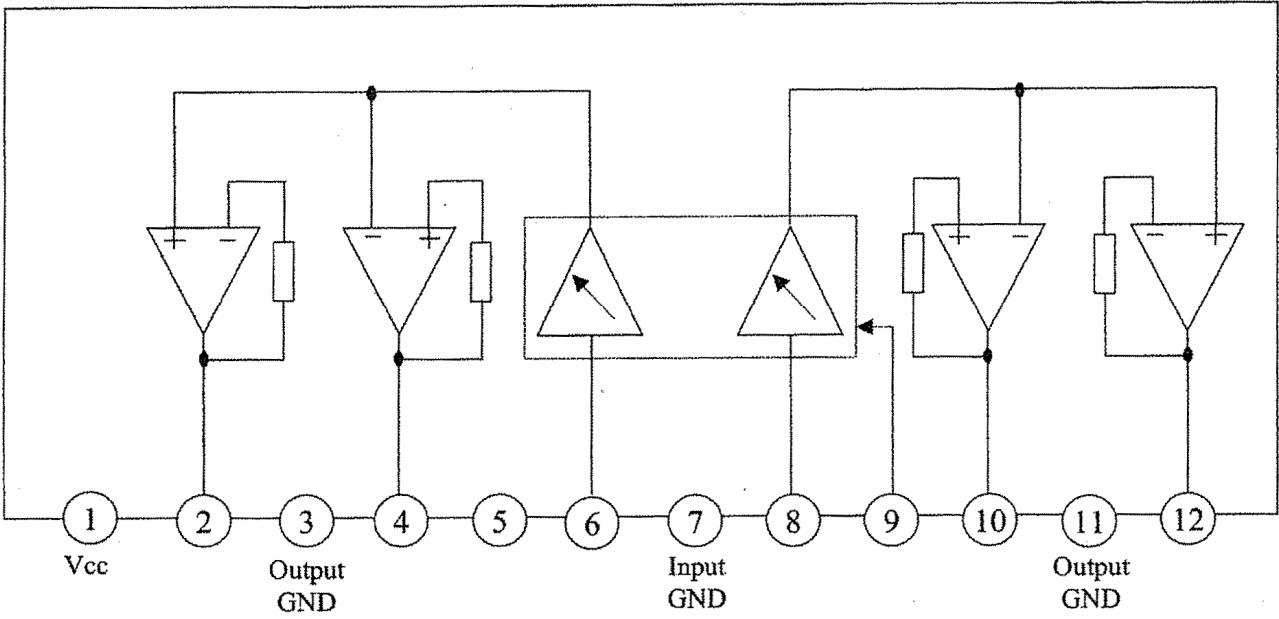 + − − + + − − +
1 2 3 4 5 6 7 8 9 10 11 12
Vcc Output Input Output
GND GND GND